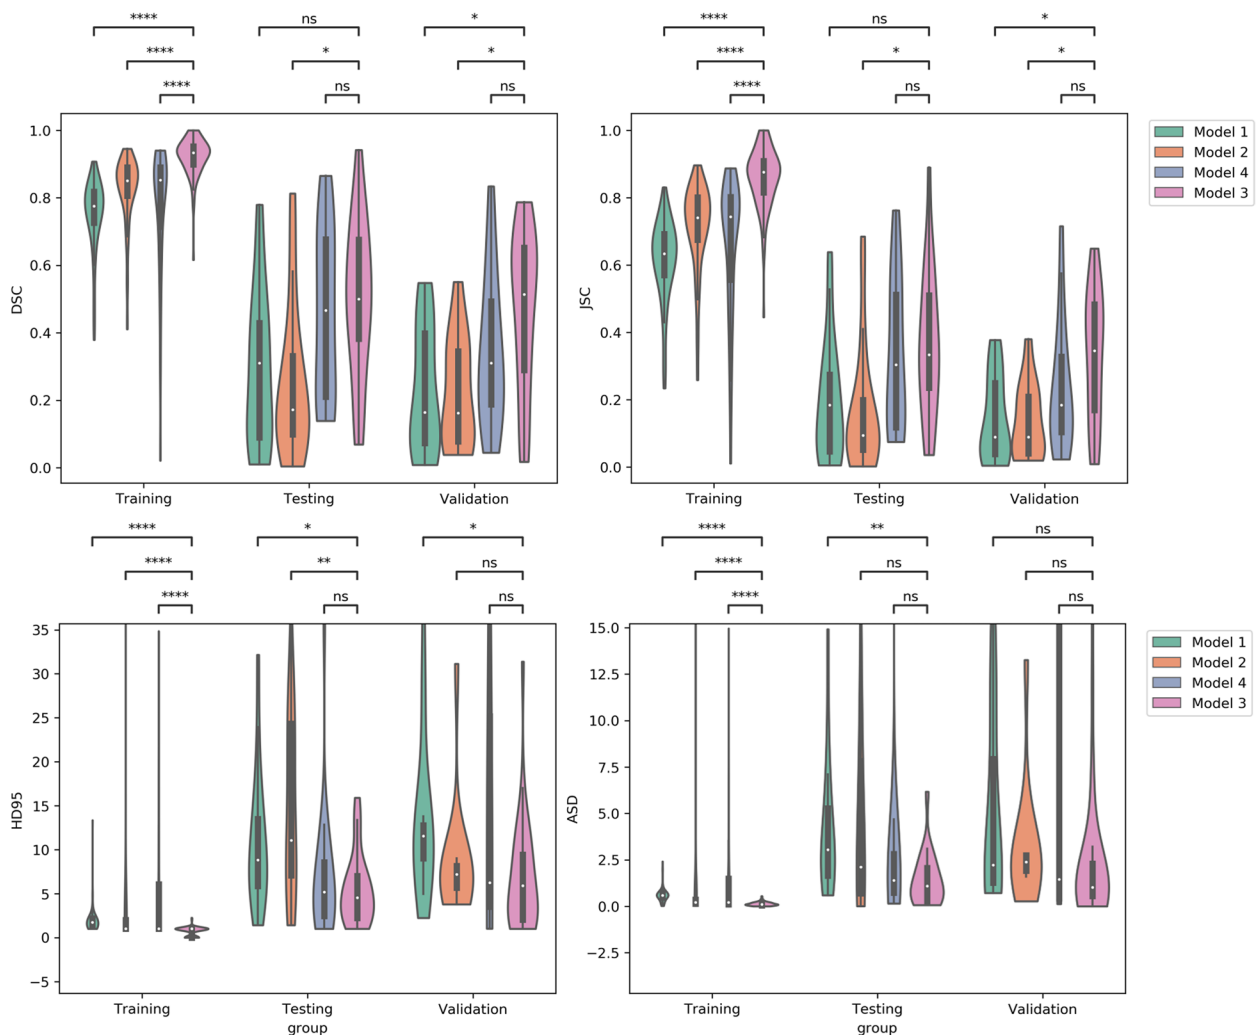 **** ns * **** ns *
**** * * **** * *
**** ns ns **** ns ns
DSC
1.0
0.8
0.6
0.4
0.2
0.0
Training Testing Validation
JSC
1.0
0.8
0.6
0.4
0.2
0.0
Training Testing Validation
Model 1
Model 2
Model 4
Model 3
**** * * **** ** ns
**** ** ns **** ns ns
**** ns ns **** ns ns
HD95
35
30
25
20
15
10
5
0
−5
Training Testing Validation
group
ASD
15.0
12.5
10.0
7.5
5.0
2.5
0.0
−2.5
Training Testing Validation
group
Model 1
Model 2
Model 4
Model 3